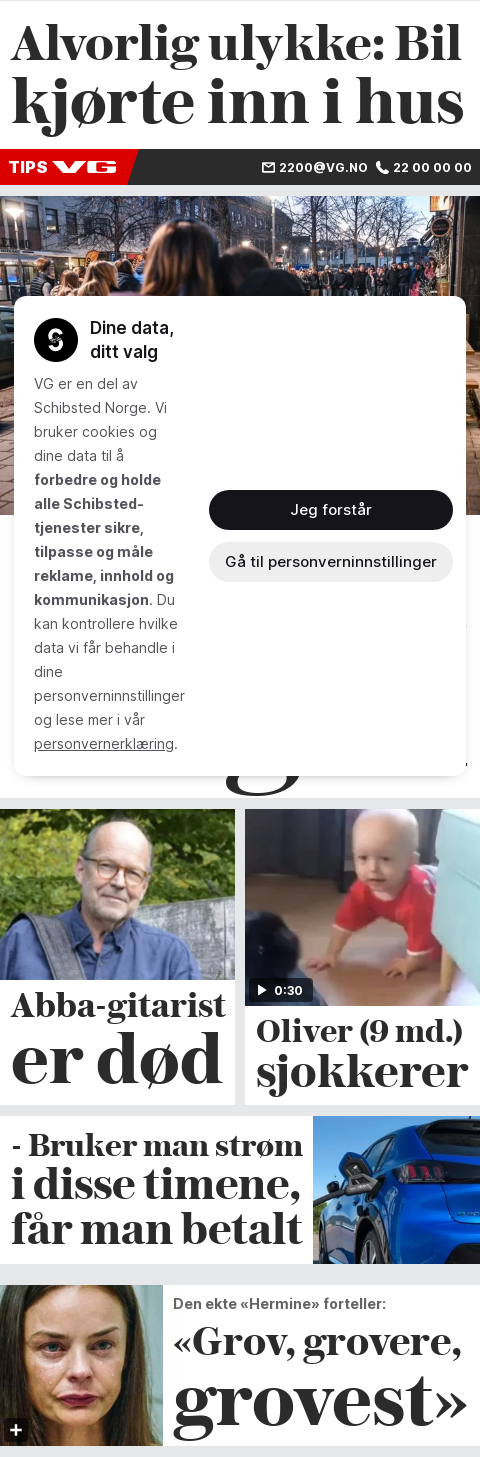 Alvorlig ulykke: Bil
kjørte inn i hus
TIPS VG
2200@VG.NO 22 00 00 00
Dine data,
ditt valg
VG er en del av
Schibsted Norge. Vi
bruker cookies og
dine data til å
forbedre og holde
alle Schibsted-
tjenester sikre,
tilpasse og måle
reklame, innhold og
kommunikasjon. Du
kan kontrollere hvilke
data vi får behandle i
dine
personverninnstillinger
og lese mer i vår
personvernerklæring.
Jeg forstår
Gå til personverninnstillinger
Abba-gitarist
er død
0:30
Oliver (9 md.)
sjokkerer
- Bruker man strøm
i disse timene,
får man betalt
Den ekte «Hermine» forteller:
«Grov, grovere,
grovest»